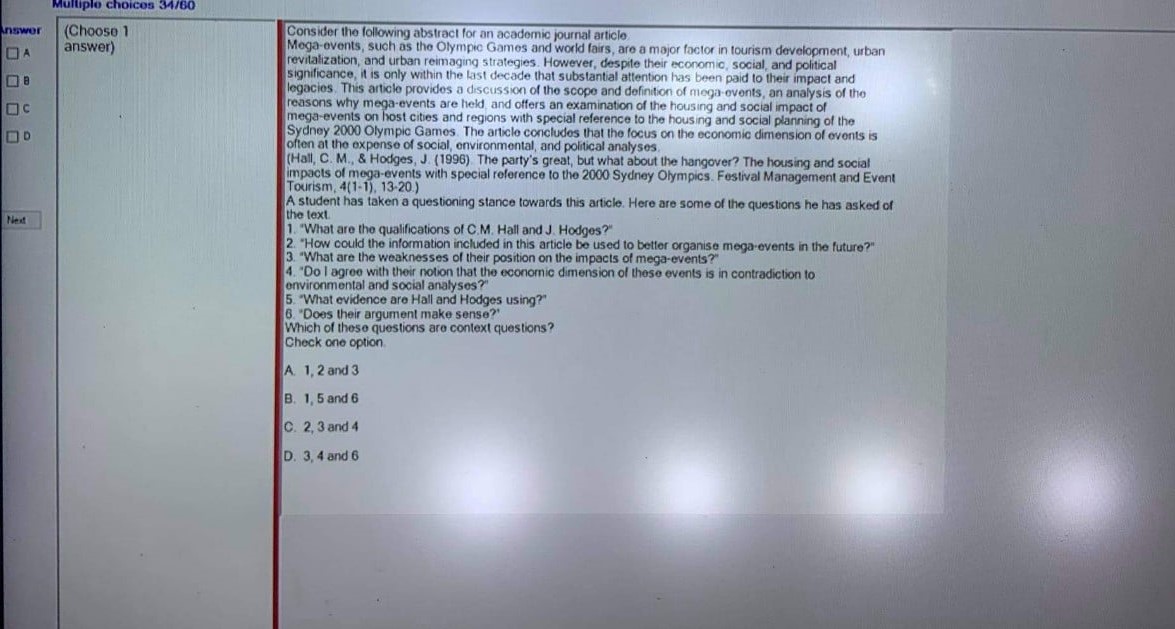 Multiple choices 34/60
Answer
A
B
C
D
Next
(Choose 1
answer)
Consider the following abstract for an academic journal article.
Mega-events, such as the Olympic Games and world fairs, are a major factor in tourism development, urban
revitalization, and urban reimaging strategies. However, despite their economic, social, and political
significance, it is only within the last decade that substantial attention has been paid to their impact and
legacies. This article provides a discussion of the scope and definition of mega-events, an analysis of the
reasons why mega-events are held, and offers an examination of the housing and social impact of
mega-events on host cities and regions with special reference to the housing and social planning of the
Sydney 2000 Olympic Games. The article concludes that the focus on the economic dimension of events is
often at the expense of social, environmental, and political analyses.
(Hall, C. M., & Hodges, J. (1996). The party's great, but what about the hangover? The housing and social
impacts of mega-events with special reference to the 2000 Sydney Olympics. Festival Management and Event
Tourism, 4(1-1), 13-20.)
A student has taken a questioning stance towards this article. Here are some of the questions he has asked of
the text.
1. "What are the qualifications of C.M. Hall and J. Hodges?"
2. "How could the information included in this article be used to better organise mega-events in the future?"
3. "What are the weaknesses of their position on the impacts of mega-events?"
4. "Do I agree with their notion that the economic dimension of these events is in contradiction to
environmental and social analyses?"
5. "What evidence are Hall and Hodges using?"
6. "Does their argument make sense?"
Which of these questions are context questions?
Check one option.
A. 1, 2 and 3
B. 1, 5 and 6
C. 2, 3 and 4
D. 3, 4 and 6